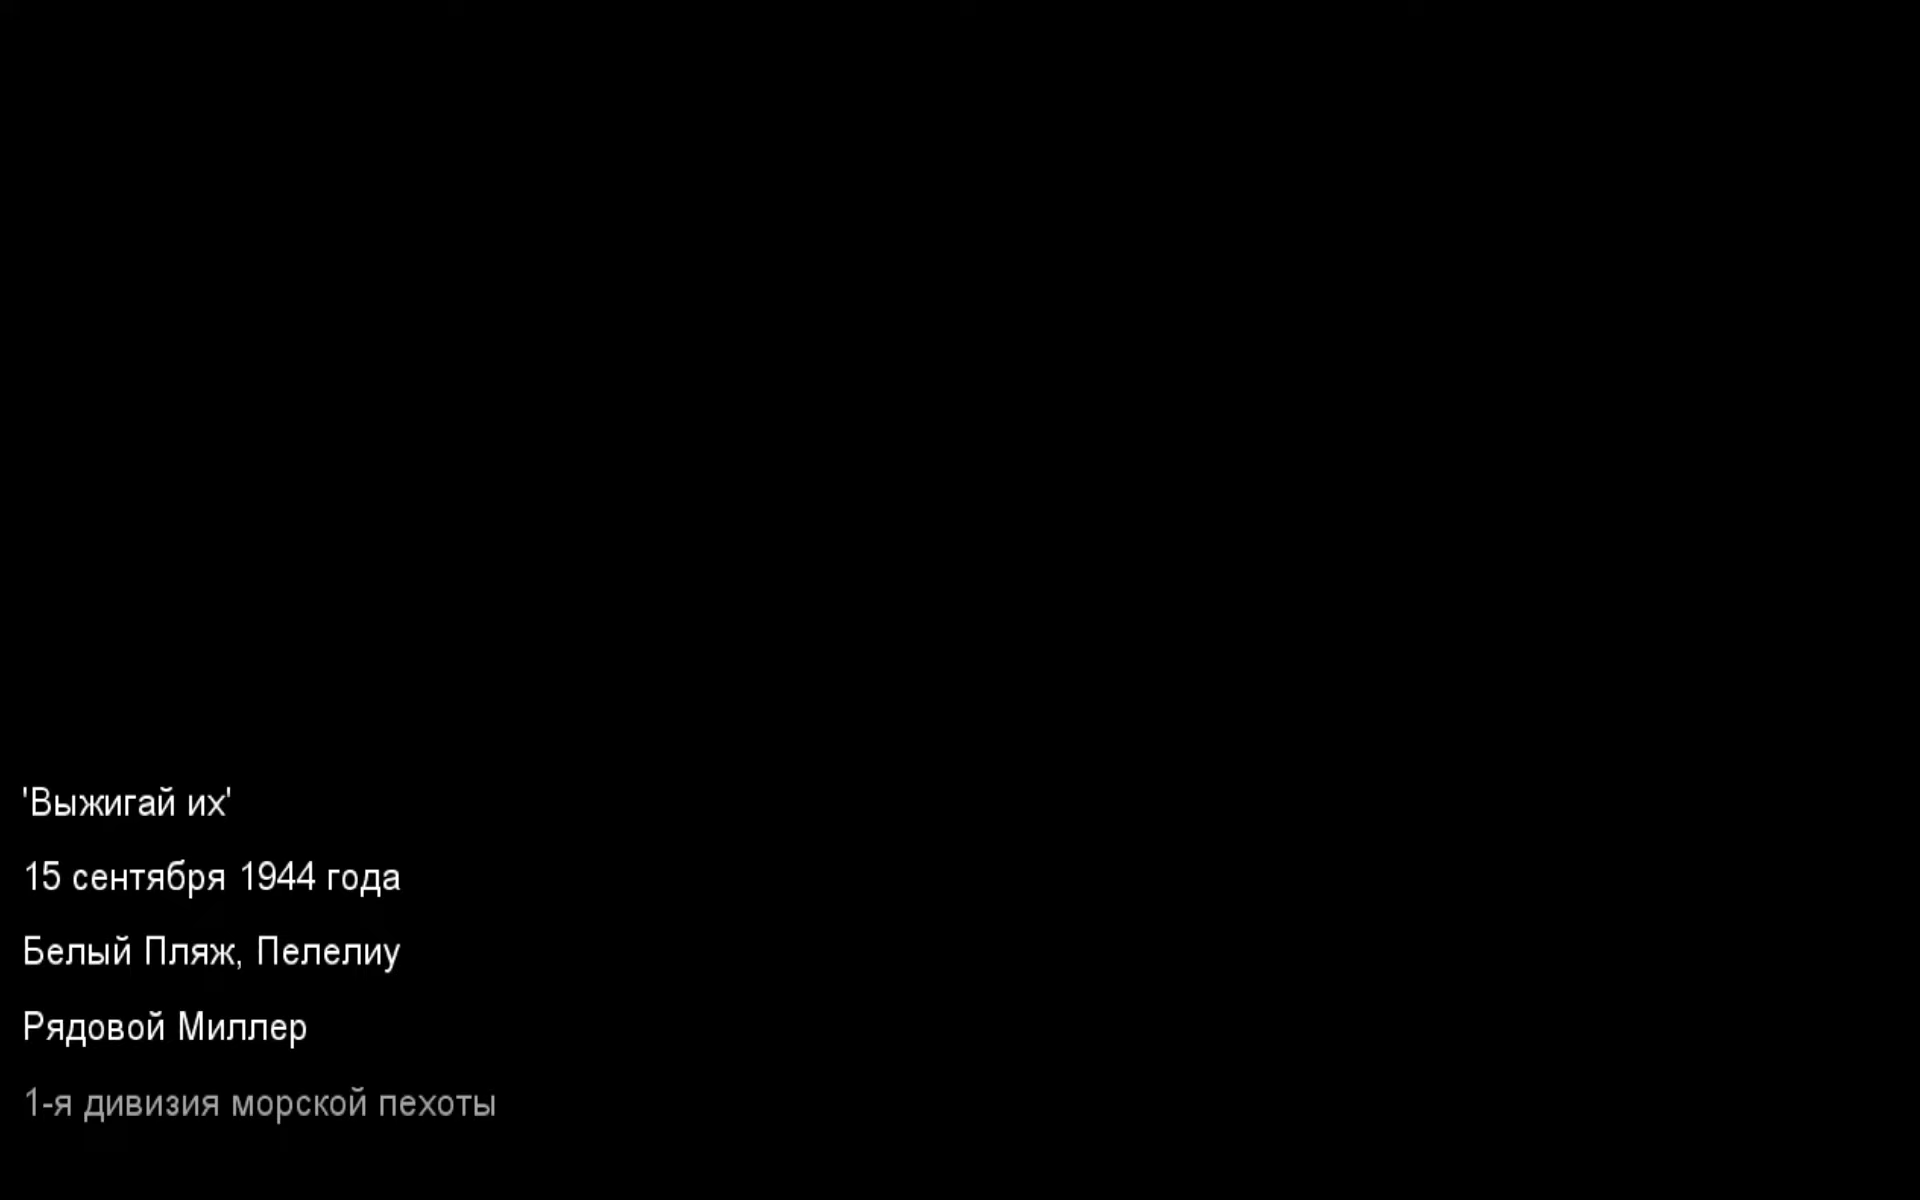 'Выжигай их'
15 сентября 1944 года
Белый Пляж, Пелелиу
Рядовой Миллер
1-я дивизия морской пехоты